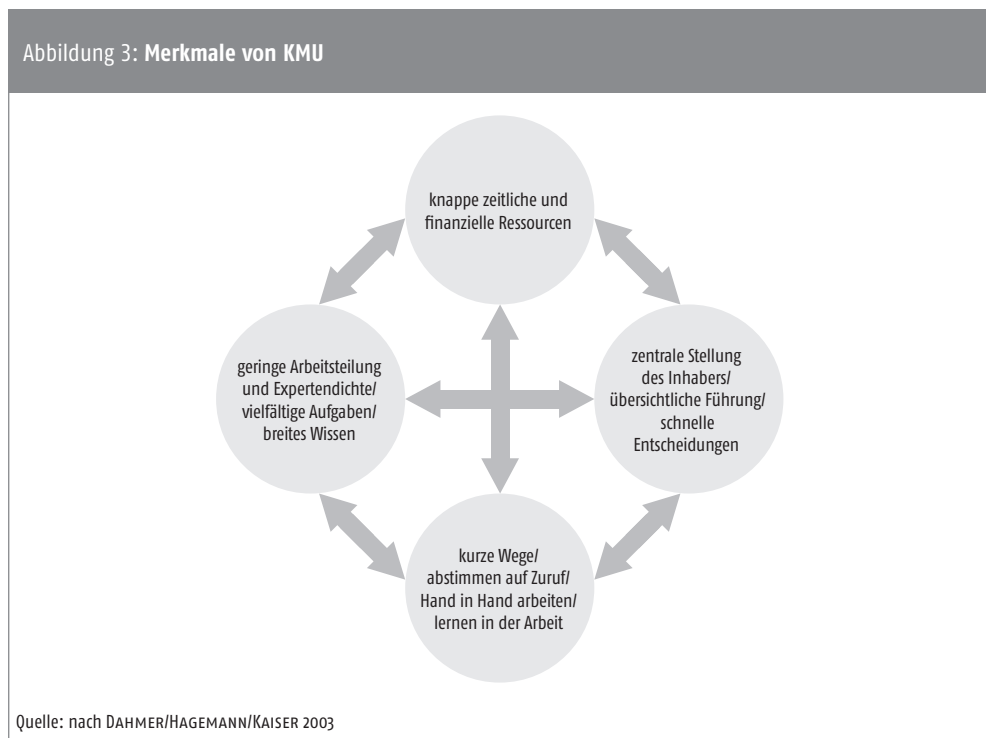 Abbildung 3: Merkmale von KMU
knappe zeitliche und
finanzielle Ressourcen
geringe Arbeitsteilung
und Expertendichte/
vielfältige Aufgaben/
breites Wissen
zentrale Stellung
des Inhabers/
übersichtliche Führung/
schnelle
Entscheidungen
kurze Wege/
abstimmen auf Zuruf/
Hand in Hand arbeiten/
lernen in der Arbeit
Quelle: nach DAHMER/HAGEMANN/KAISER 2003